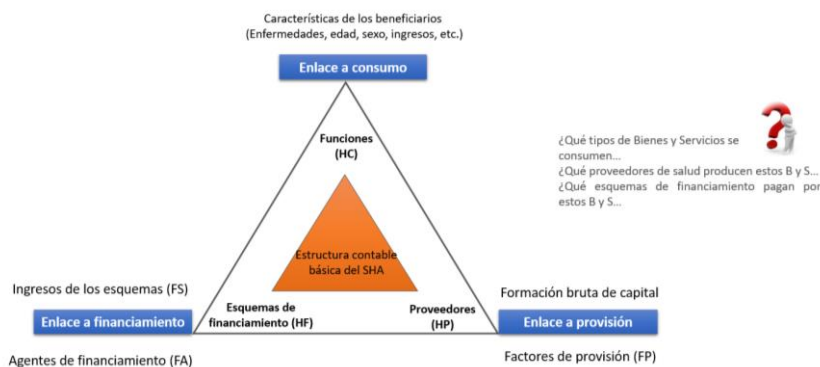 Características de los beneficiarios
(Enfermedades, edad, sexo, ingresos, etc.)
Enlace a consumo
Funciones
(HC)
¿Qué tipos de Bienes y Servicios se
consumen...
¿Qué proveedores de salud producen estos B y S...
¿Qué esquemas de financiamiento pagan por
estos B y S...
Estructura contable
básica del SHA
Ingresos de los esquemas (FS)
Enlace a financiamiento
Agentes de financiamiento (FA)
Esquemas de
financiamiento (HF)
Proveedores
(HP)
Formación bruta de capital
Enlace a provisión
Factores de provisión (FP)